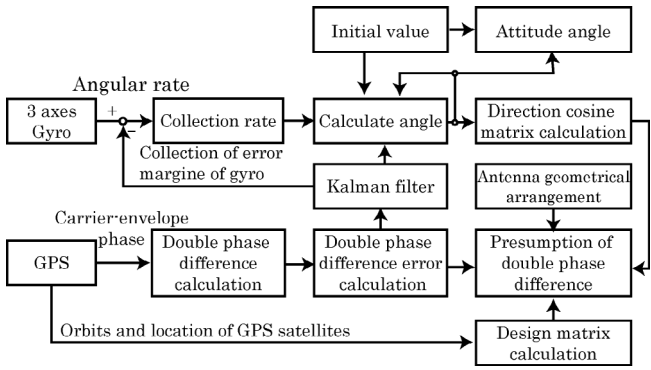 Initial value
Attitude angle
Angular rate
3 axes
Gyro
+
−
Collection rate
Calculate angle
Direction cosine
matrix calculation
Collection of error
margine of gyro
Kalman filter
Antenna geometrical
arrangement
Carrier-envelope
phase
GPS
Double phase
difference
calculation
Double phase
difference error
calculation
Presumption of
double phase
difference
Orbits and location of GPS satellites
Design matrix
calculation